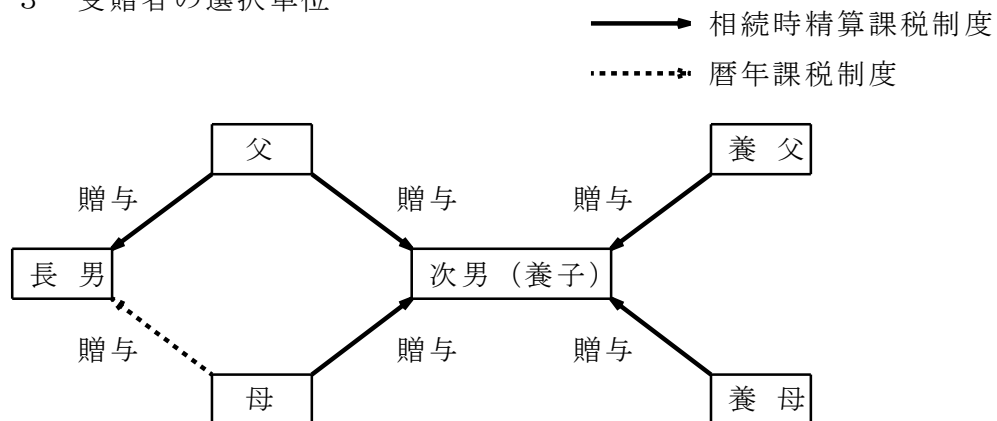 3 受贈者の選択単位
相続時精算課税制度
暦年課税制度
父
養 父
贈与
贈与
贈与
長 男
次男（養子）
贈与
贈与
贈与
母
養 母